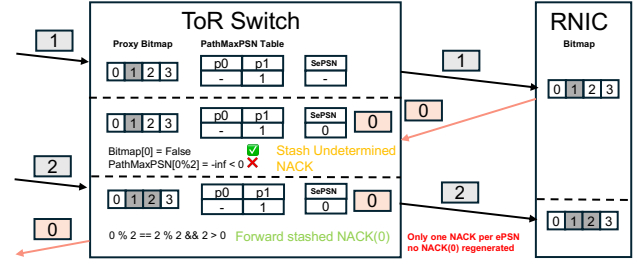 ToR Switch
RNIC
Proxy Bitmap
PathMaxPSN Table
Bitmap
1
p0 p1
SePSN
1
0 1 2 3
- 1
-
0 1 2 3
p0 p1
SePSN
0
0 1 2 3
- 1
0
0
Bitmap[0] = False ✅
Stash Undetermined
PathMaxPSN[0%2] = -inf < 0 ❌
NACK
2
p0 p1
SePSN
2
0 1 2 3
- 1
0
0
0 1 2 3
0
0 % 2 == 2 % 2 && 2 > 0
Forward stashed NACK(0)
Only one NACK per ePSN
no NACK(0) regenerated